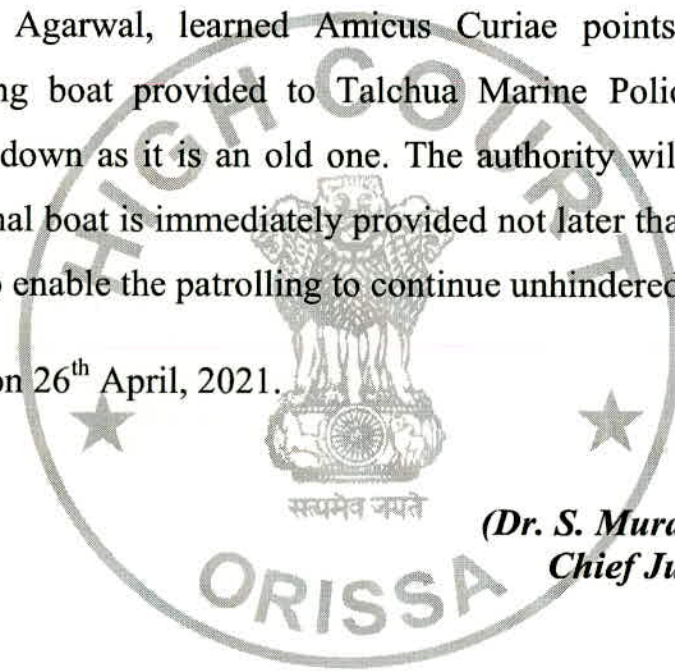 Agarwal, learned Amicus Curiae points
ng boat provided to Talchua Marine Polic
down as it is an old one. The authority wil
nal boat is immediately provided not later tha
o enable the patrolling to continue unhindered
on 26th April, 2021.
(Dr. S. Mura
Chief Ju
HIGH COURT
सत्यमेव जयते
ORISSA